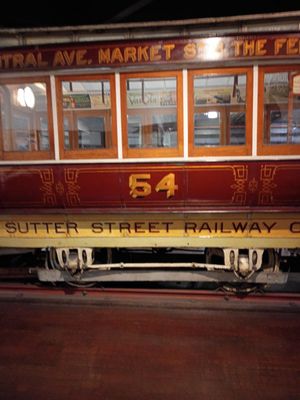 TRAL AVE. MARKET ST. & THE FE
54
SUTTER STREET RAILWAY C